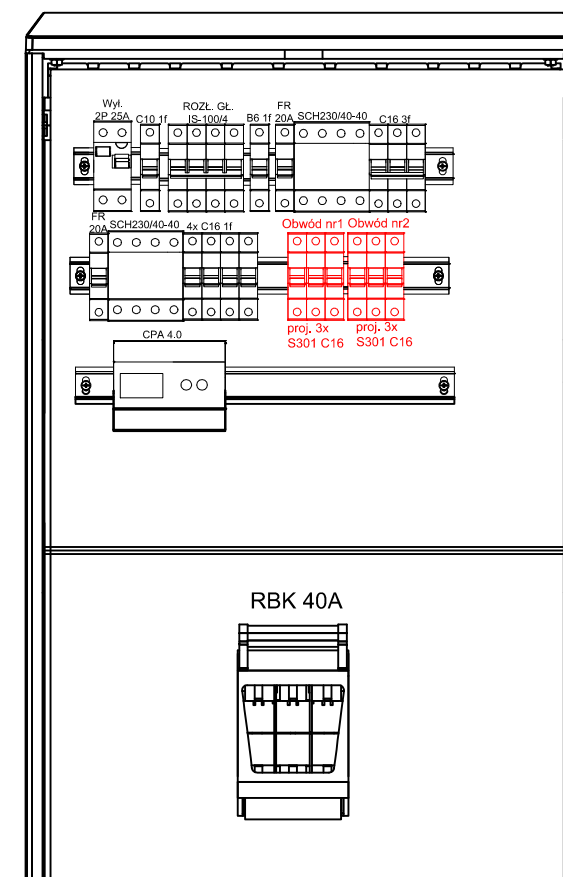 Wył.
2P 25A
C10 1f
ROZŁ. GŁ.
IS-100/4
B6 1f
FR
20A
SCH230/40-40
C16 3f
FR
20A
SCH230/40-40
4x C16 1f
Obwód nr1
Obwód nr2
proj. 3x
S301 C16
proj. 3x
S301 C16
CPA 4.0
RBK 40A